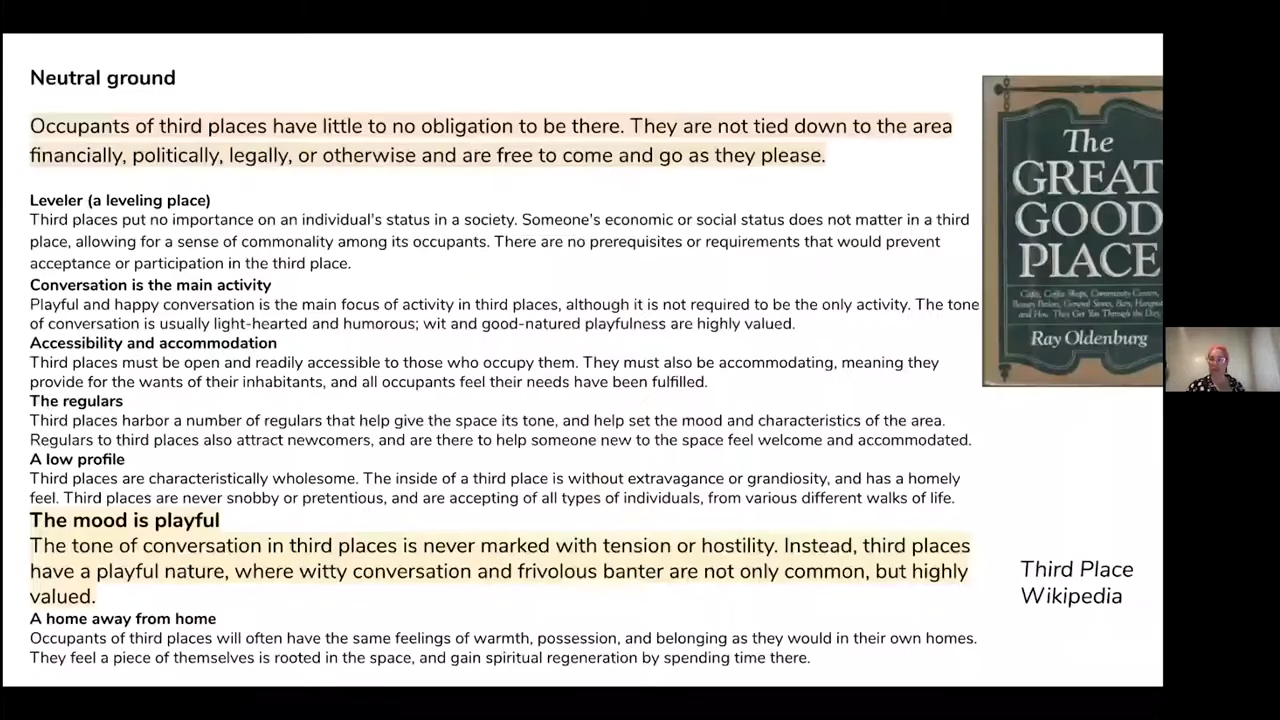 Neutral ground
Occupants of third places have little to no obligation to be there. They are not tied down to the area
financially, politically, legally, or otherwise and are free to come and go as they please.
Leveler (a leveling place)
Third places put no importance on an individual's status in a society. Someone's economic or social status does not matter in a third
place, allowing for a sense of commonality among its occupants. There are no prerequisites or requirements that would prevent
acceptance or participation in the third place.
Conversation is the main activity
Playful and happy conversation is the main focus of activity in third places, although it is not required to be the only activity. The tone
of conversation is usually light-hearted and humorous; wit and good-natured playfulness are highly valued.
Accessibility and accommodation
Third places must be open and readily accessible to those who occupy them. They must also be accommodating, meaning they
provide for the wants of their inhabitants, and all occupants feel their needs have been fulfilled.
The regulars
Third places harbor a number of regulars that help give the space its tone, and help set the mood and characteristics of the area.
Regulars to third places also attract newcomers, and are there to help someone new to the space feel welcome and accommodated.
A low profile
Third places are characteristically wholesome. The inside of a third place is without extravagance or grandiosity, and has a homely
feel. Third places are never snobby or pretentious, and are accepting of all types of individuals, from various different walks of life.
The mood is playful
The tone of conversation in third places is never marked with tension or hostility. Instead, third places
have a playful nature, where witty conversation and frivolous banter are not only common, but highly
valued.
A home away from home
Occupants of third places will often have the same feelings of warmth, possession, and belonging as they would in their own homes.
They feel a piece of themselves is rooted in the space, and gain spiritual regeneration by spending time there.
The
GREAT
GOOD
PLACE
Coffee Shops, Community Centers,
Beauty Parlors, General Stores, Bars,
and How They Get You Through the Day
Ray Oldenburg
Third Place
Wikipedia